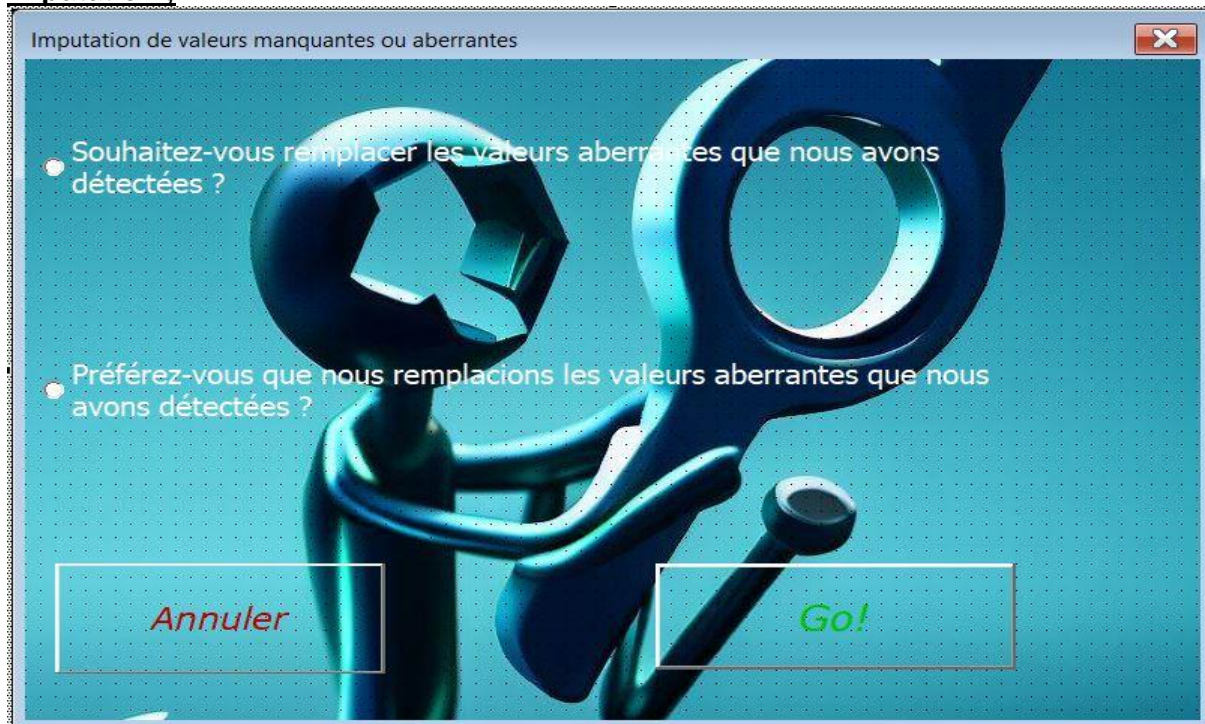 Imputation de valeurs manquantes ou aberrantes
Souhaitez-vous remplacer les valeurs aberrantes que nous avons
détectées ?
Préférez-vous que nous remplacions les valeurs aberrantes que nous
avons détectées ?
Annuler
Go!